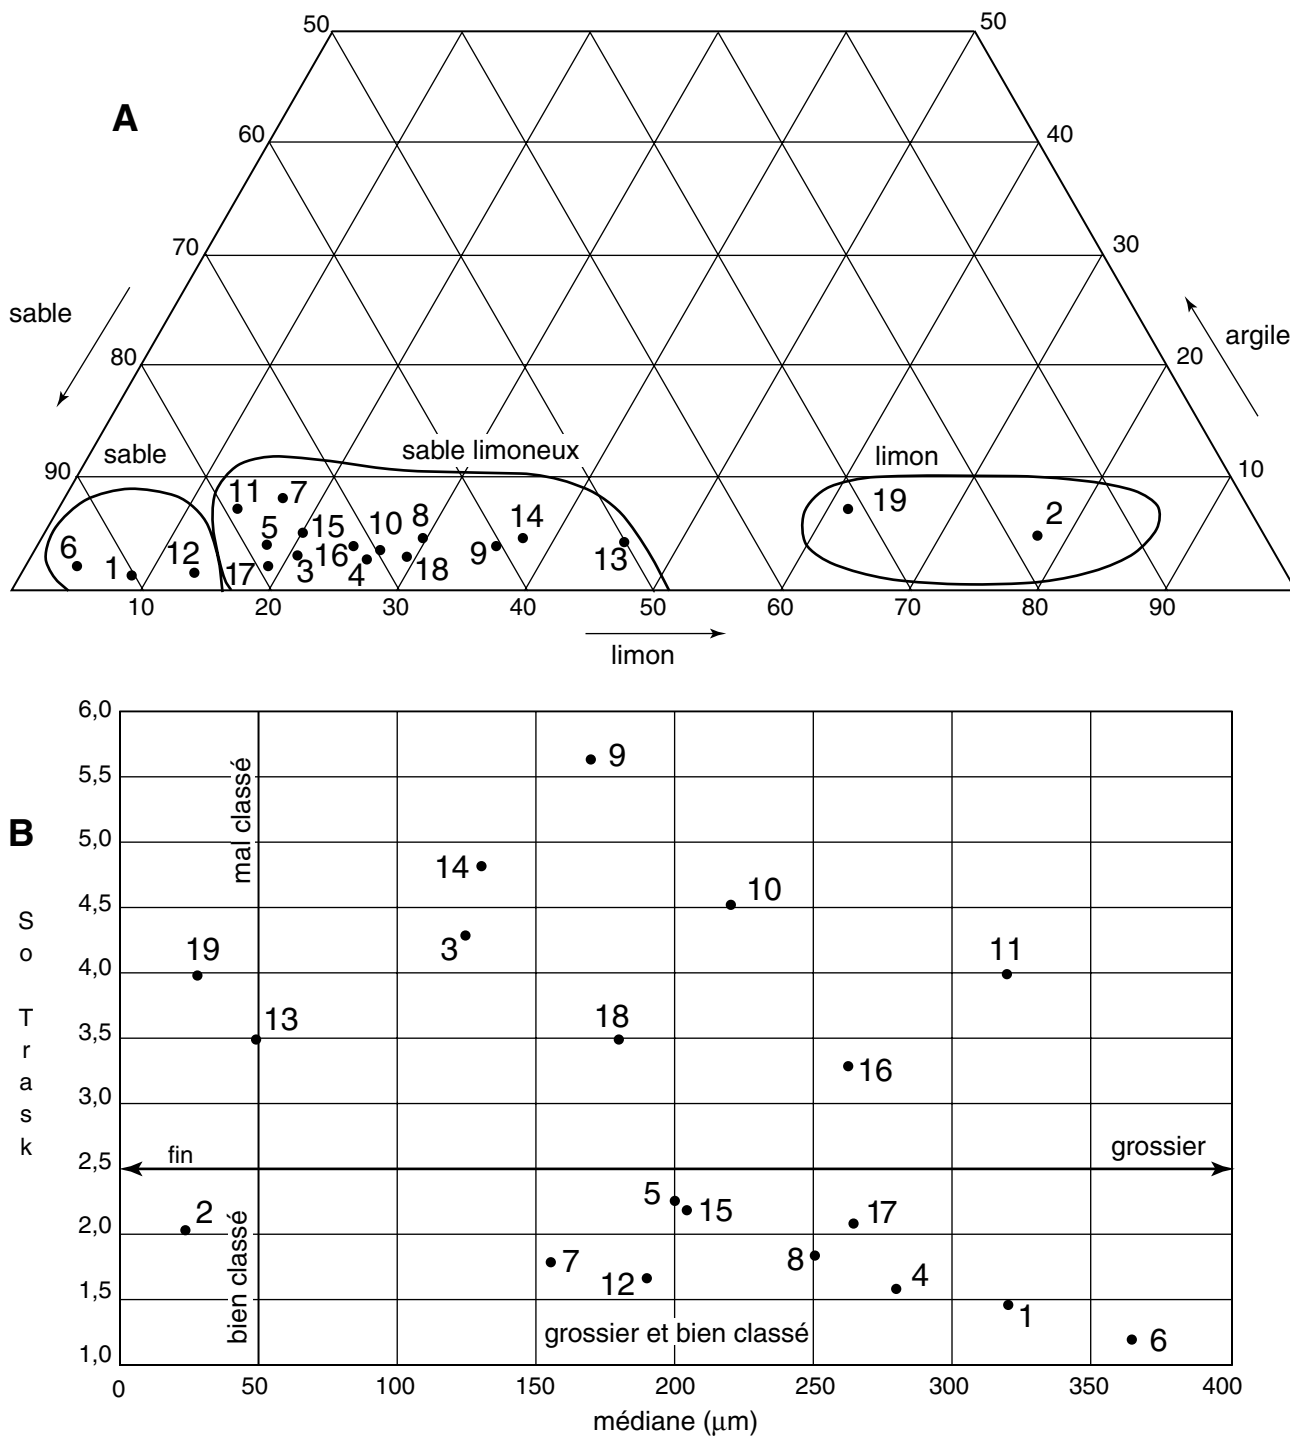 50 50
A
60 40
70 30
sable
argile
80 20
sable sable limoneux limon
90 10
11 7 19
5 15 10 8 14 2
6 1 12 17 3 16 4 18 9 13
10 20 30 40 50 60 70 80 90
limon
6,0
mal classé
9
5,5
B
5,0
14
10
4,5
So Trask
3
19 11
4,0
13 18
3,5
16
3,0
fin grossier
2,5
5 15 17
2
2,0
bien classé
7 12 8 4
1,5
1
grossier et bien classé 6
1,0
0 50 100 150 200 250 300 350 400
médiane (µm)